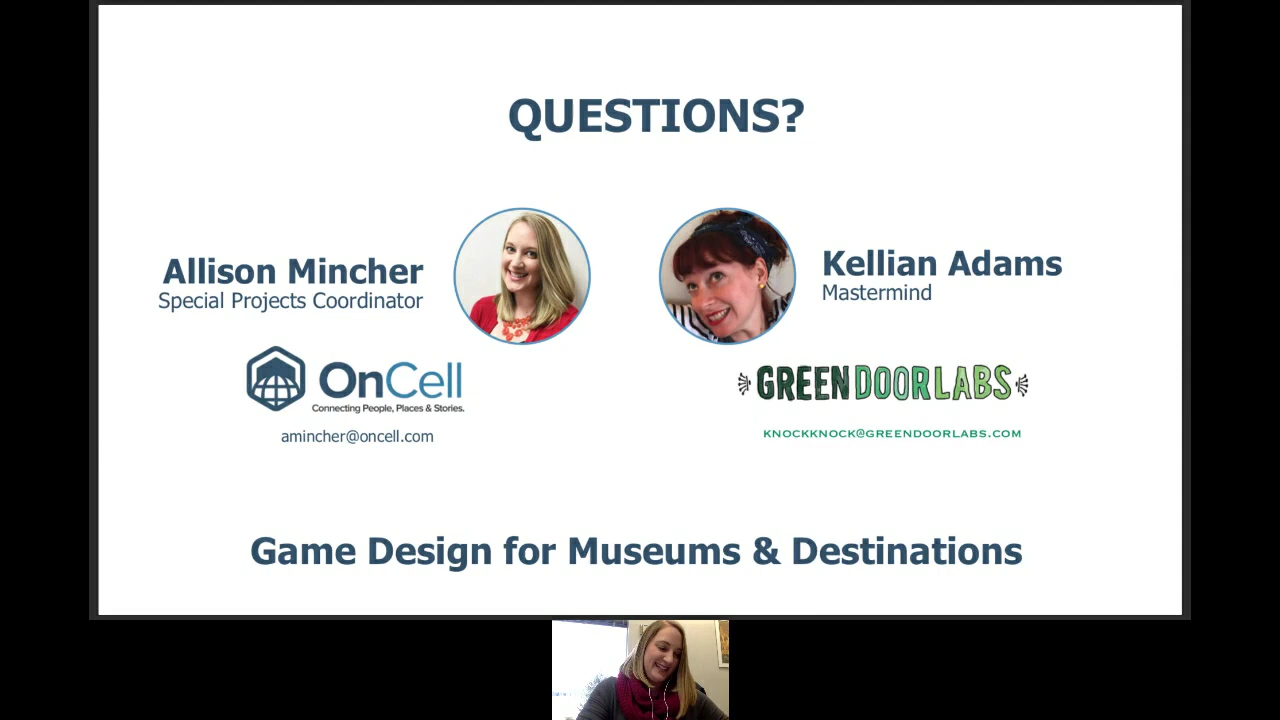 QUESTIONS?
Allison Mincher
Special Projects Coordinator
OnCell
Connecting People, Places & Stories.
amincher@oncell.com
Kellian Adams
Mastermind
GREEN DOOR LABS
KNOCKKNOCK@GREENDOORLABS.COM
Game Design for Museums & Destinations